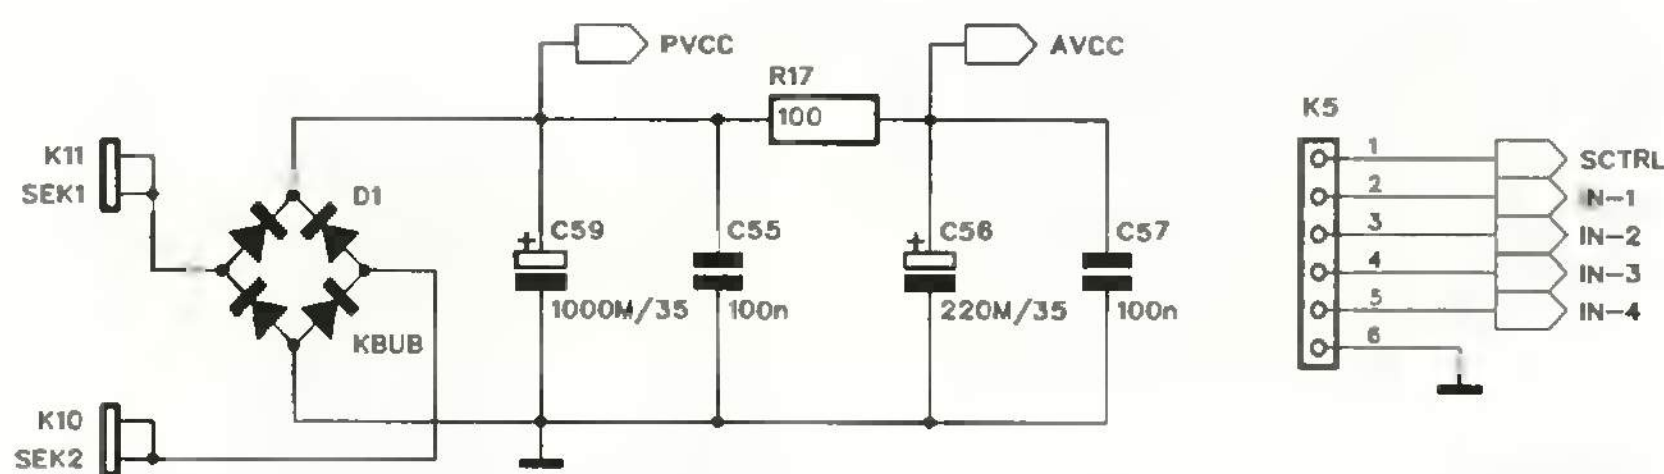 PVCC
AVCC
R17
100
K5
K11
SEK1
D1
C59
1000M/35
C55
100n
C56
220M/35
C57
100n
KBUB
K10
SEK2
1 SCTRL
2 IN-1
3 IN-2
4 IN-3
5 IN-4
6
+
+